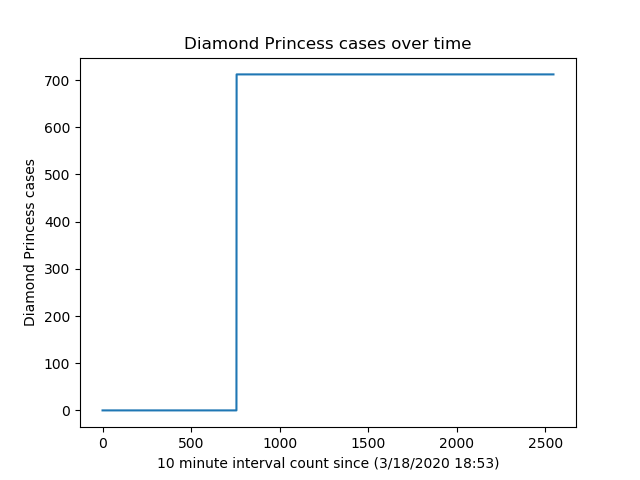 Diamond Princess cases over time
Diamond Princess cases
700
600
500
400
300
200
100
0
0 500 1000 1500 2000 2500
10 minute interval count since (3/18/2020 18:53)